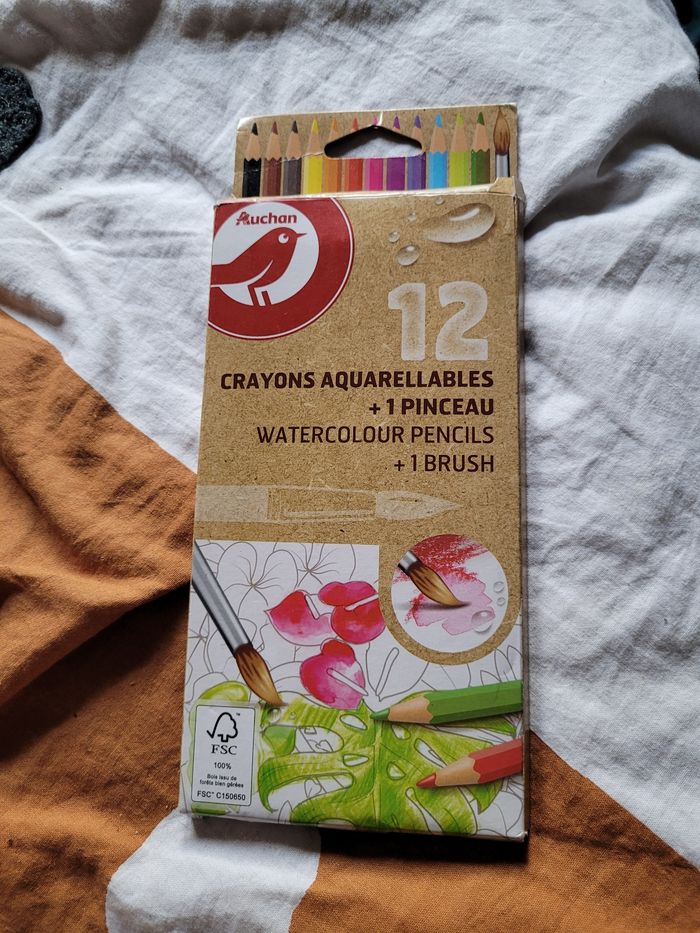 Auchan
12
CRAYONS AQUARELLABLES
+ 1 PINCEAU
WATERCOLOUR PENCILS
+ 1 BRUSH
FSC
100%
Bois issu de
forêts bien gérées
FSC™ C150650